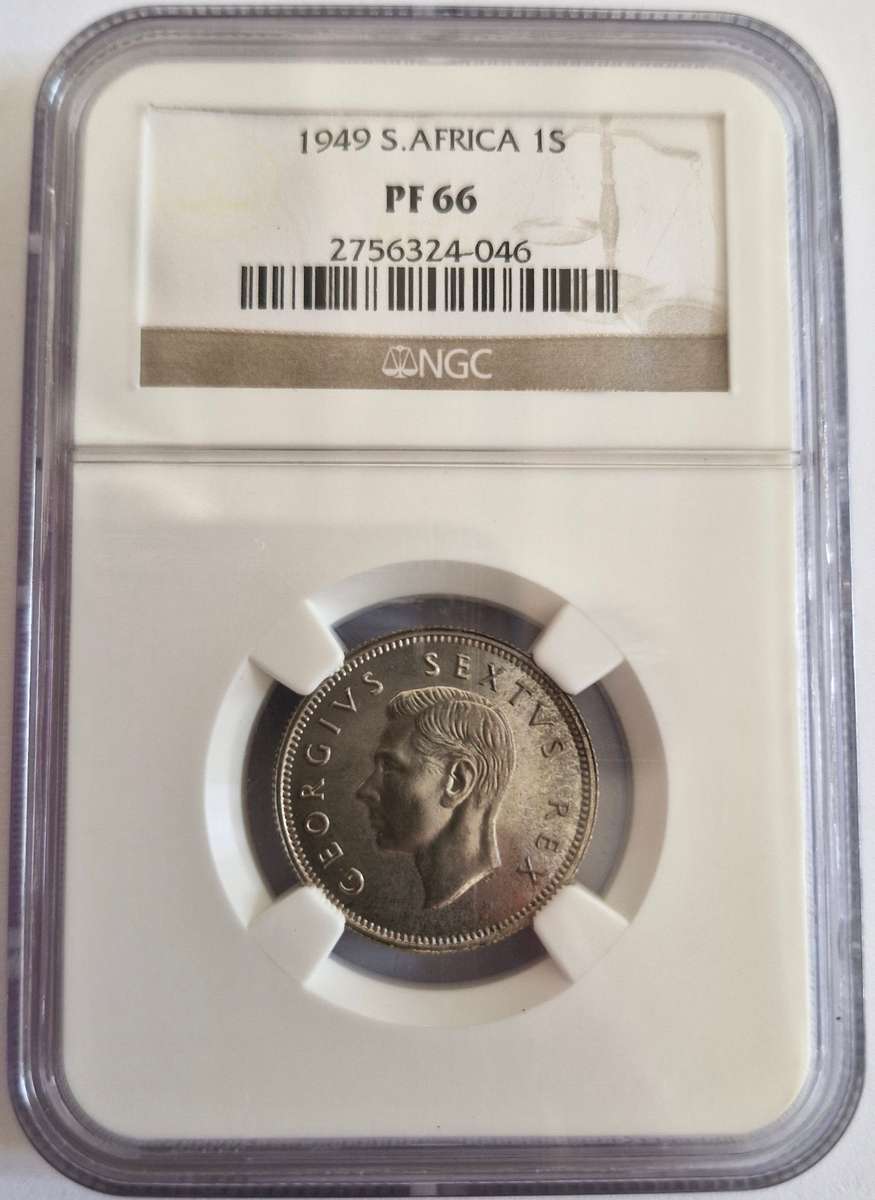 1949 S.AFRICA 1S
PF 66
2756324-046
NGC
GEORGIVS SEXTVS REX